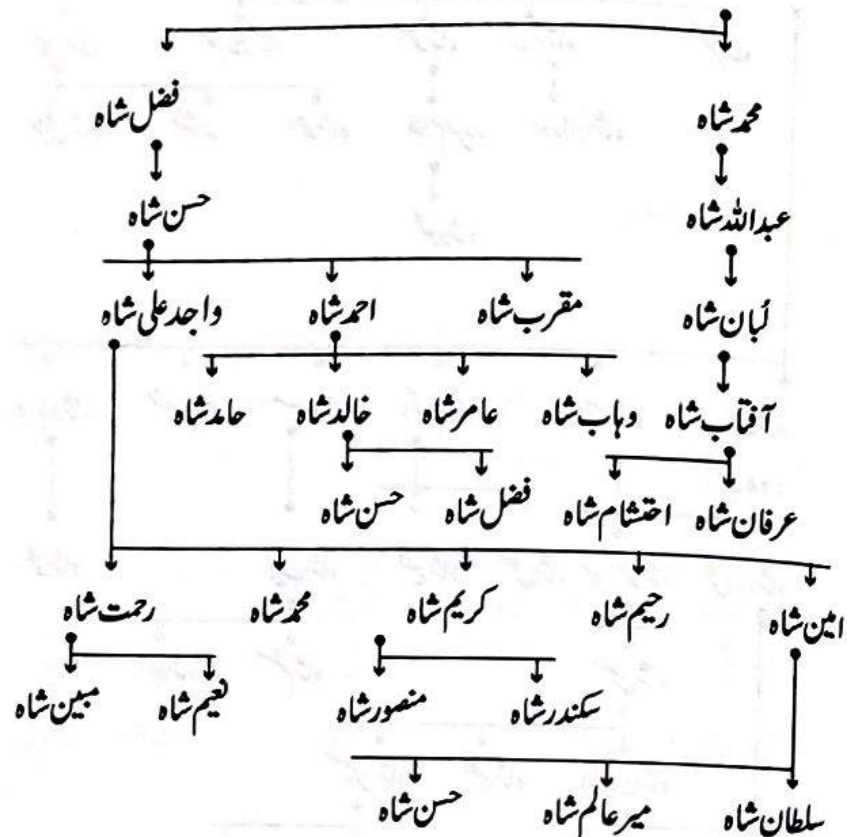 محمد شاہ فضل شاہ
عبداللہ شاہ حسن شاہ
لُبان شاہ مقرب شاہ احمد شاہ واجد علی شاہ
آفتاب شاہ وہاب شاہ عامر شاہ خالد شاہ حامد شاہ
عرفان شاہ احتشام شاہ فضل شاہ حسن شاہ
امین شاہ رحیم شاہ کریم شاہ محمد شاہ رحمت شاہ
سکندر شاہ منصور شاہ نعیم شاہ مبین شاہ
سلطان شاہ میر عالم شاہ حسن شاہ